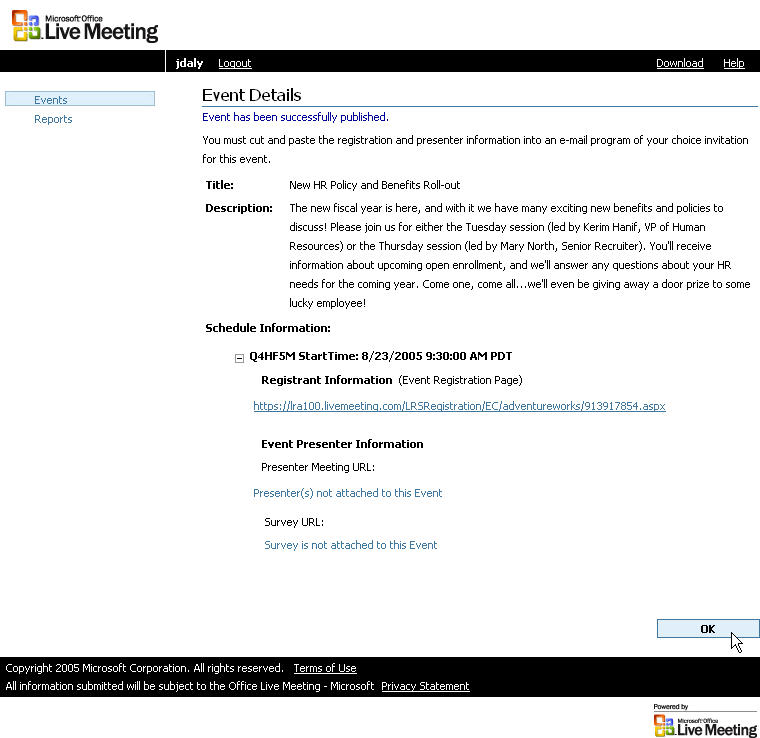 Microsoft Office
Live Meeting
jdaly Logout Download Help
Events
Reports
Event Details
Event has been successfully published.
You must cut and paste the registration and presenter information into an e-mail program of your choice invitation
for this event.
Title: New HR Policy and Benefits Roll-out
Description: The new fiscal year is here, and with it we have many exciting new benefits and policies to
discuss! Please join us for either the Tuesday session (led by Kerim Hanif, VP of Human
Resources) or the Thursday session (led by Mary North, Senior Recruiter). You'll receive
information about upcoming open enrollment, and we'll answer any questions about your HR
needs for the coming year. Come one, come all...we'll even be giving away a door prize to some
lucky employee!
Schedule Information:
Q4HF5M StartTime: 8/23/2005 9:30:00 AM PDT
Registrant Information (Event Registration Page)
https://lra100.livemeeting.com/LRSRegistration/EC/adventureworks/913917854.aspx
Event Presenter Information
Presenter Meeting URL:
Presenter(s) not attached to this Event
Survey URL:
Survey is not attached to this Event
OK
Copyright 2005 Microsoft Corporation. All rights reserved. Terms of Use
All information submitted will be subject to the Office Live Meeting - Microsoft Privacy Statement
Powered by
Microsoft Office
Live Meeting